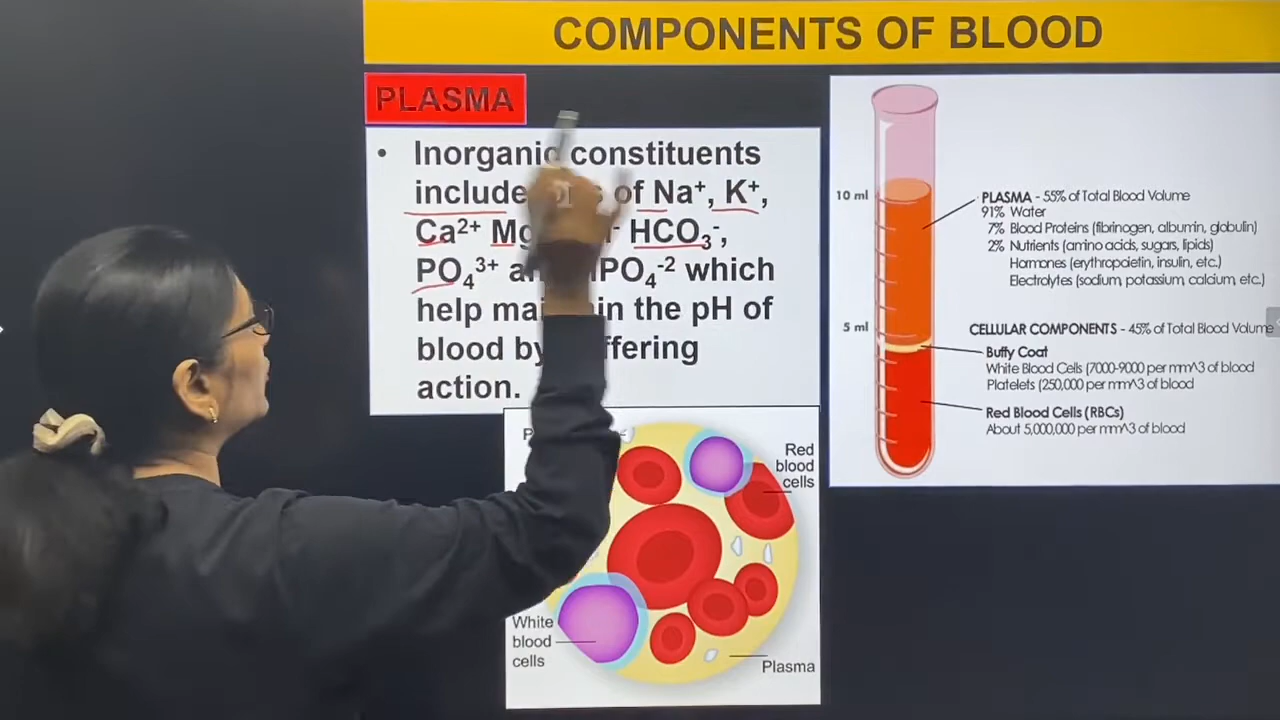 COMPONENTS OF BLOOD
PLASMA
• Inorganic constituents
include of Na⁺, K⁺,
Ca²⁺ HCO₃⁻,
PO₄³⁺ HPO₄⁻² which
help in the pH of
blood by
action.
Red
blood
cells
White
blood
cells
Plasma
10 ml
PLASMA - 55% of Total Blood Volume
91% Water
7% Blood Proteins (fibrinogen, albumin, globulin)
2% Nutrients (amino acids, sugars, lipids)
Hormones (erythropoietin, insulin, etc.)
Electrolytes (sodium, potassium, calcium, etc.)
5 ml
CELLULAR COMPONENTS - 45% of Total Blood Volume
Buffy Coat
White Blood Cells (7000-9000 per mm^3 of blood
Platelets (250,000 per mm^3 of blood
Red Blood Cells (RBCs)
About 5,000,000 per mm^3 of blood